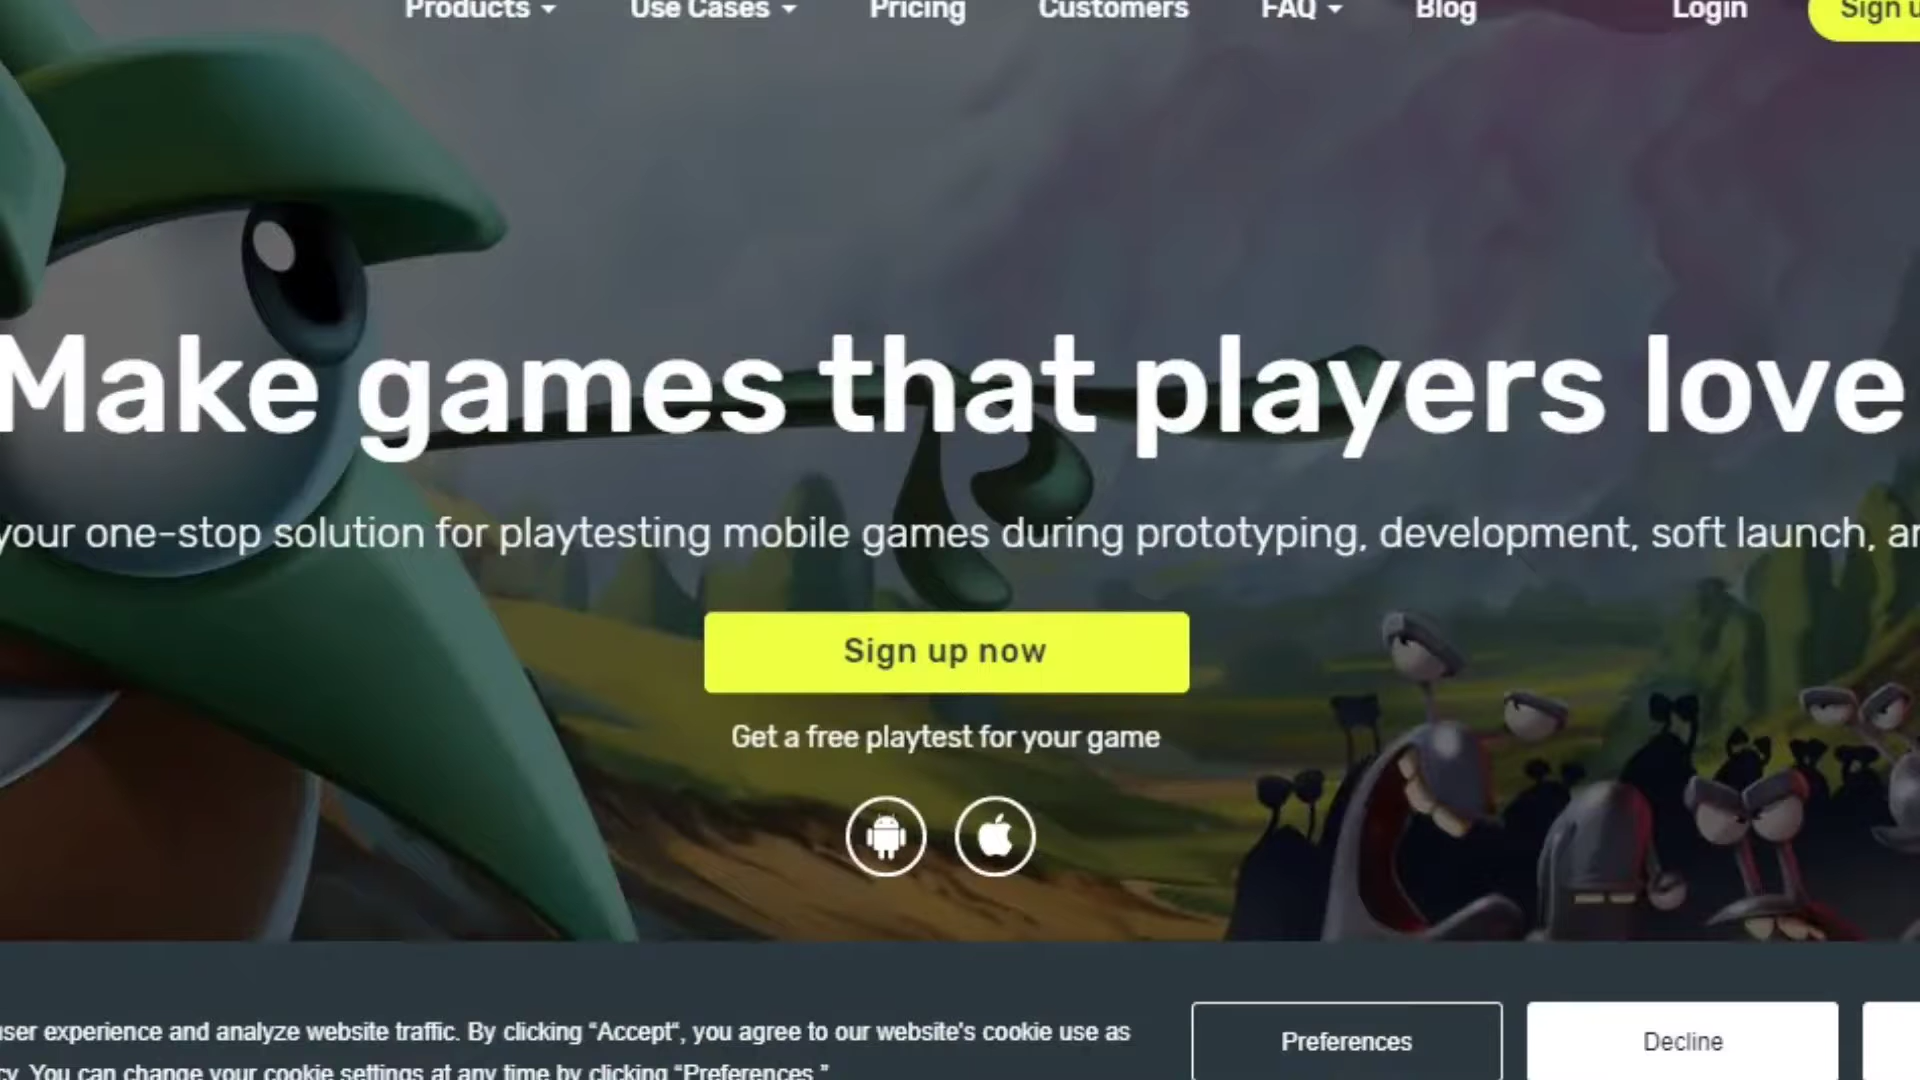 Products Use Cases Pricing Customers FAQ Blog Login Sign u
Make games that players love
your one-stop solution for playtesting mobile games during prototyping, development, soft launch, an
Sign up now
Get a free playtest for your game
user experience and analyze website traffic. By clicking “Accept“, you agree to our website's cookie use as
cy. You can change your cookie settings at any time by clicking “Preferences.”
Preferences
Decline